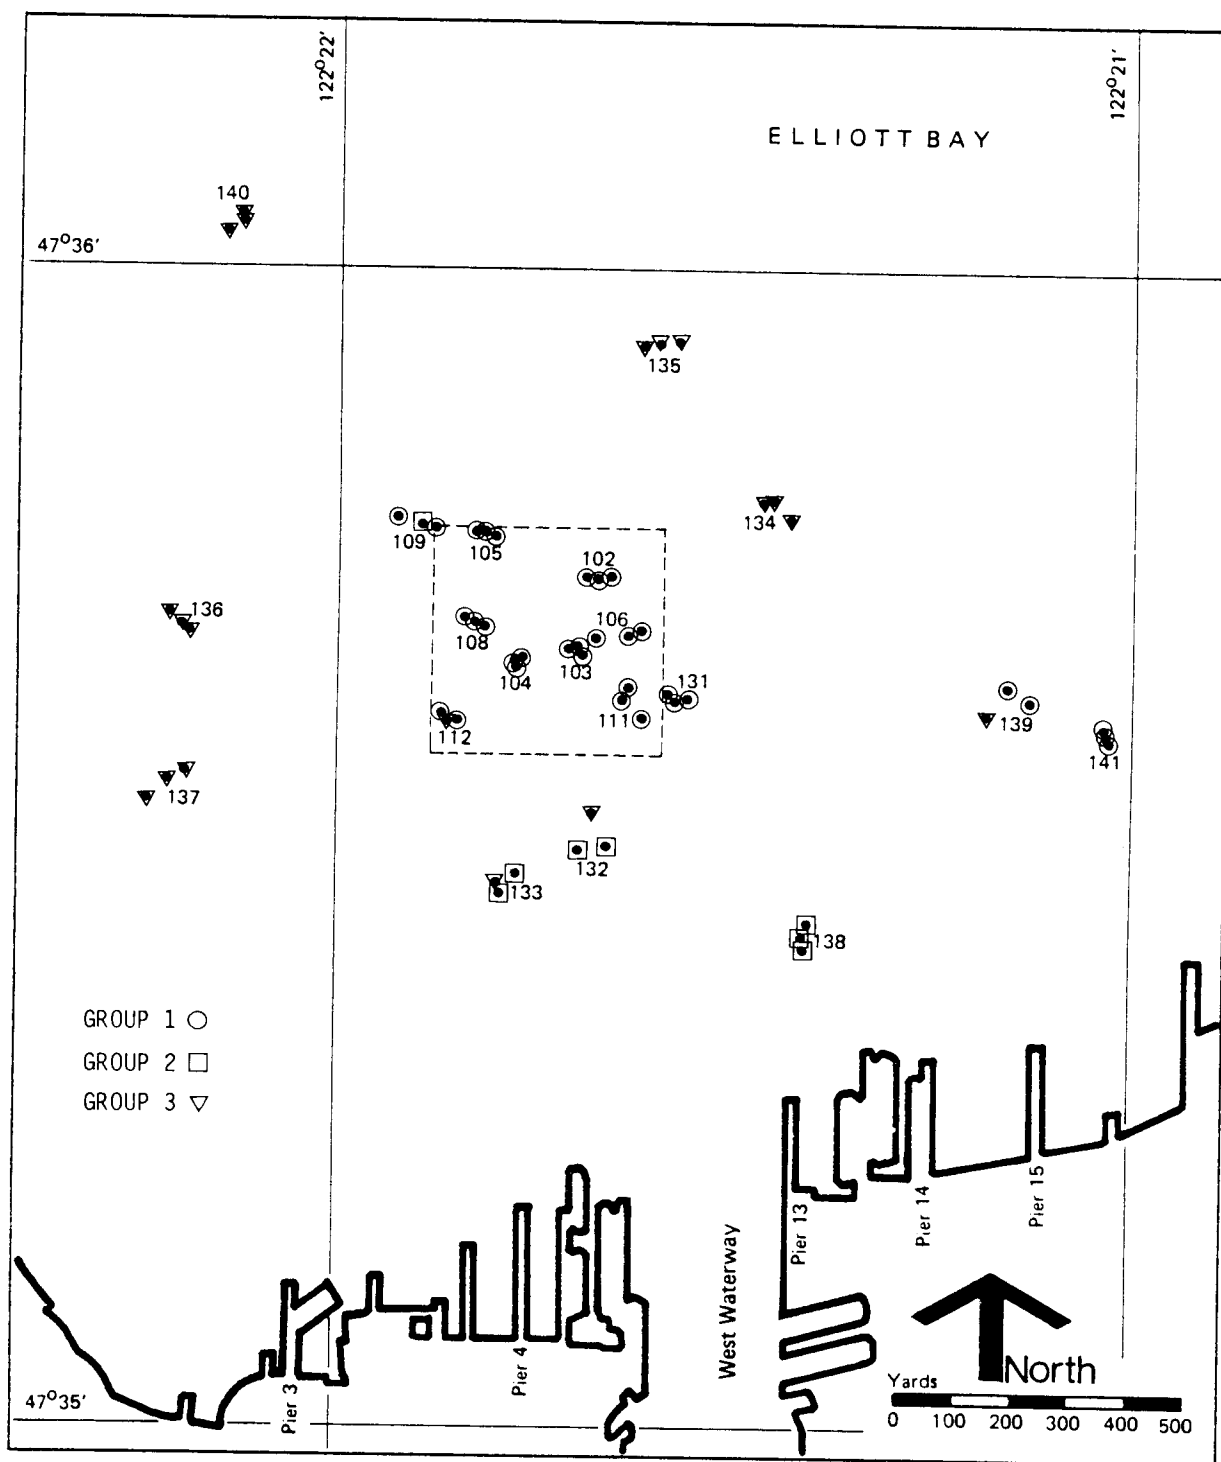 122°22'
122°21'
ELLIOTT BAY
140
47°36'
135
134
109
105
102
136
106
108
103
104
131
111
112
139
141
137
132
133
138
GROUP 1
GROUP 2
GROUP 3
Pier 13
Pier 14
Pier 15
West Waterway
Pier 4
Pier 3
North
Yards
47°35'
0 100 200 300 400 500